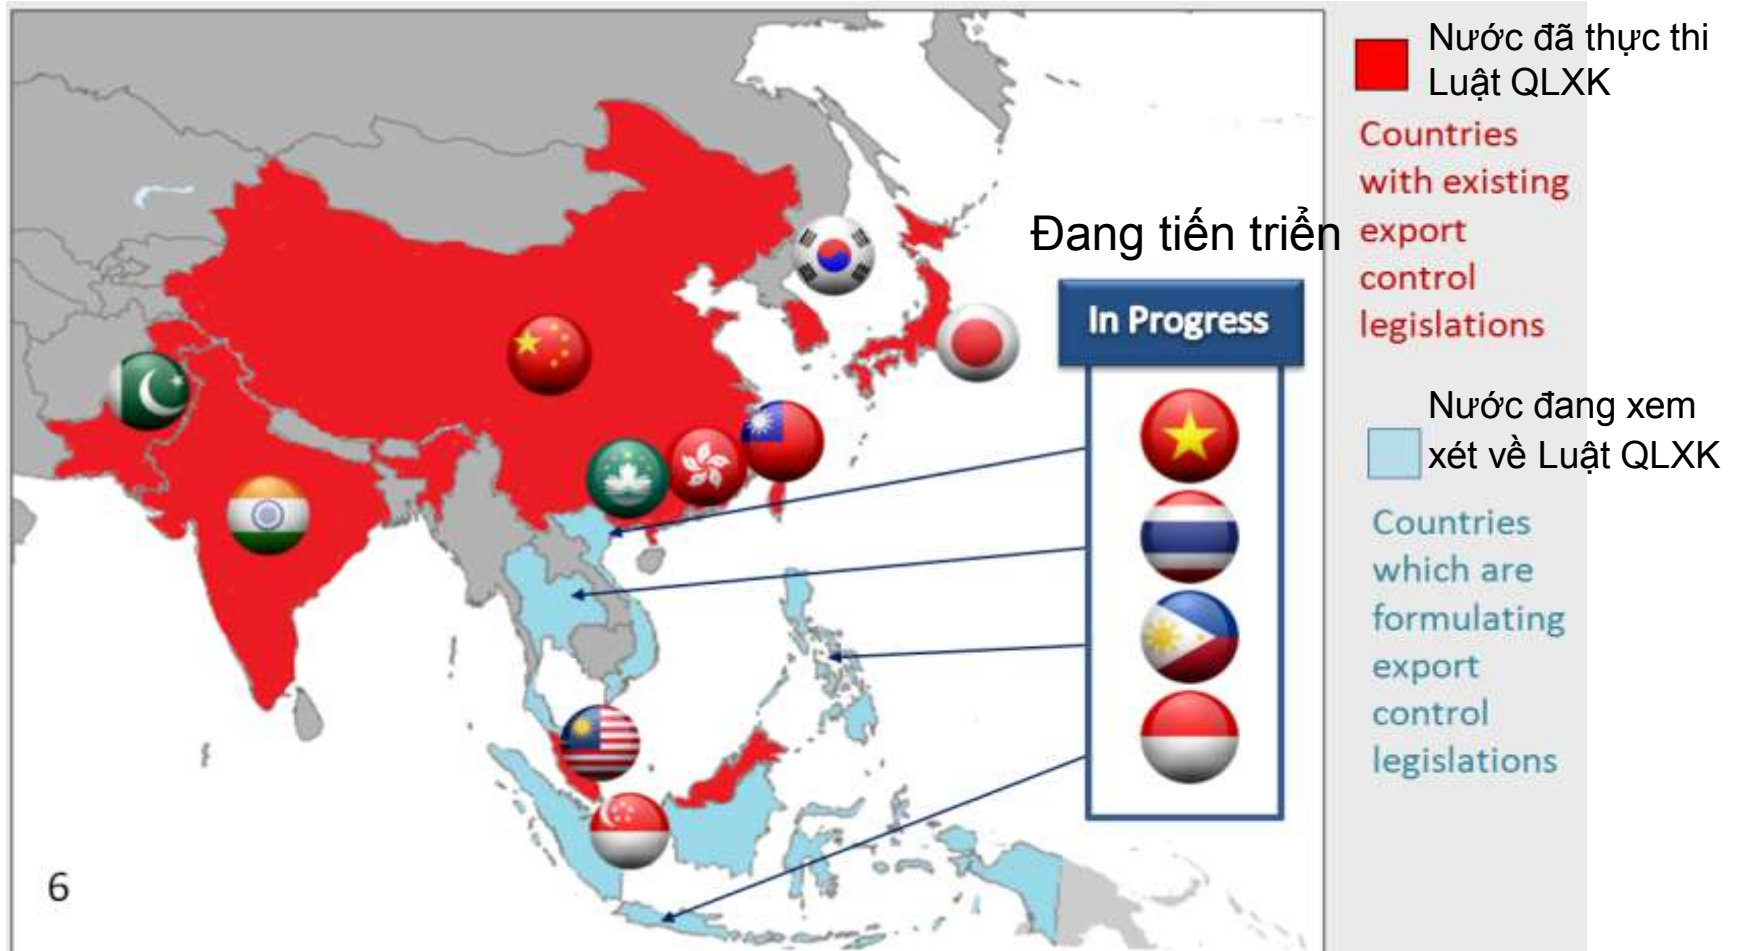 Nước đã thực thi
Luật QLXK
Countries
with existing
export
control
legislations
Đang tiến triển
In Progress
Nước đang xem
xét về Luật QLXK
Countries
which are
formulating
export
control
legislations
6